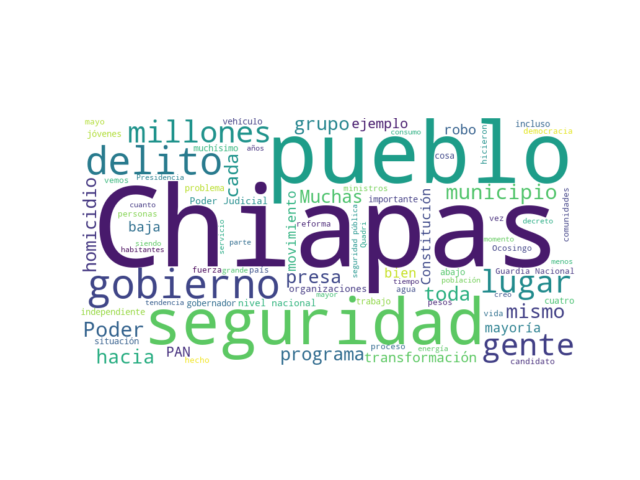 mayo
vehículo
grupo
ejemplo
consumo
robo
incluso
democracia
jóvenes
millones
pueblo
hicieron
muchísimo
años
cosa
delito
cada
vemos
Presidencia
problema
ministros
homicidio
Chiapas
Muchas
importante
municipio
cuanto
Poder Judicial
personas
baja
movimiento
Constitución
comunidades
siendo
servicio
parte
reforma
seguridad pública
Quadri
vez
decreto
momento
Ocosingo
habitantes
fuerza
grande
país
presa
bien
abajo
Guardia Nacional
menos
gobierno
organizaciones
tiempo
agua
toda
población
lugar
tendencia
gobernador
nivel nacional
mayor
trabajo
pesos
creo
cuatro
independiente
seguridad
vida
mismo
Poder
mayoría
situación
PAN
programa
proceso
energía
gente
hacia
hecho
transformación
candidato